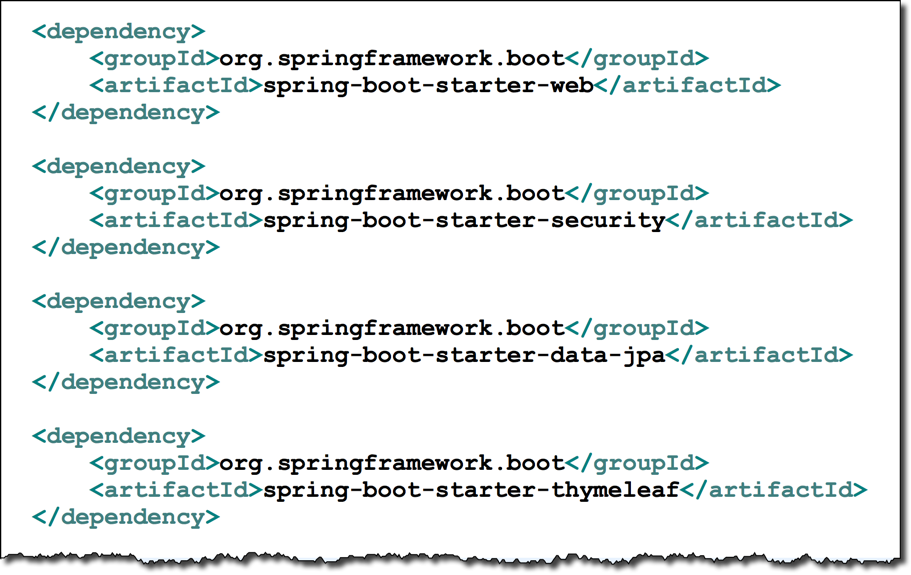 <dependency>
    <groupId>org.springframework.boot</groupId>
    <artifactId>spring-boot-starter-web</artifactId>
</dependency>

<dependency>
    <groupId>org.springframework.boot</groupId>
    <artifactId>spring-boot-starter-security</artifactId>
</dependency>

<dependency>
    <groupId>org.springframework.boot</groupId>
    <artifactId>spring-boot-starter-data-jpa</artifactId>
</dependency>

<dependency>
    <groupId>org.springframework.boot</groupId>
    <artifactId>spring-boot-starter-thymeleaf</artifactId>
</dependency>